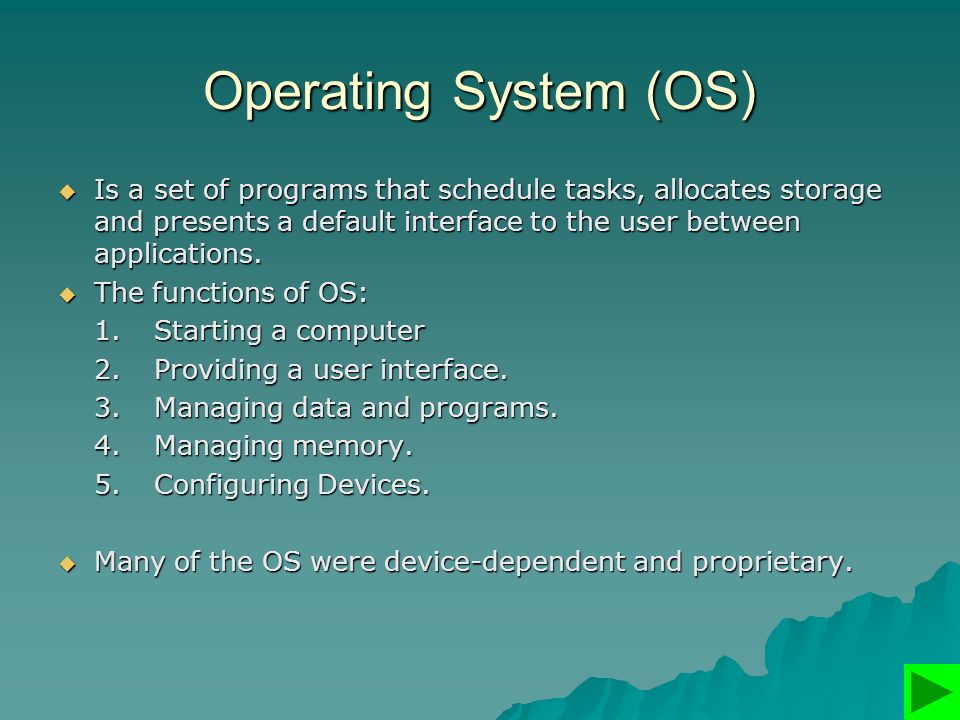 Operating System (OS)
Is a set of programs that schedule tasks, allocates storage
and presents a default interface to the user between
applications.
The functions of OS:
1. Starting a computer
2. Providing a user interface.
3. Managing data and programs.
4. Managing memory.
5. Configuring Devices.
Many of the OS were device-dependent and proprietary.